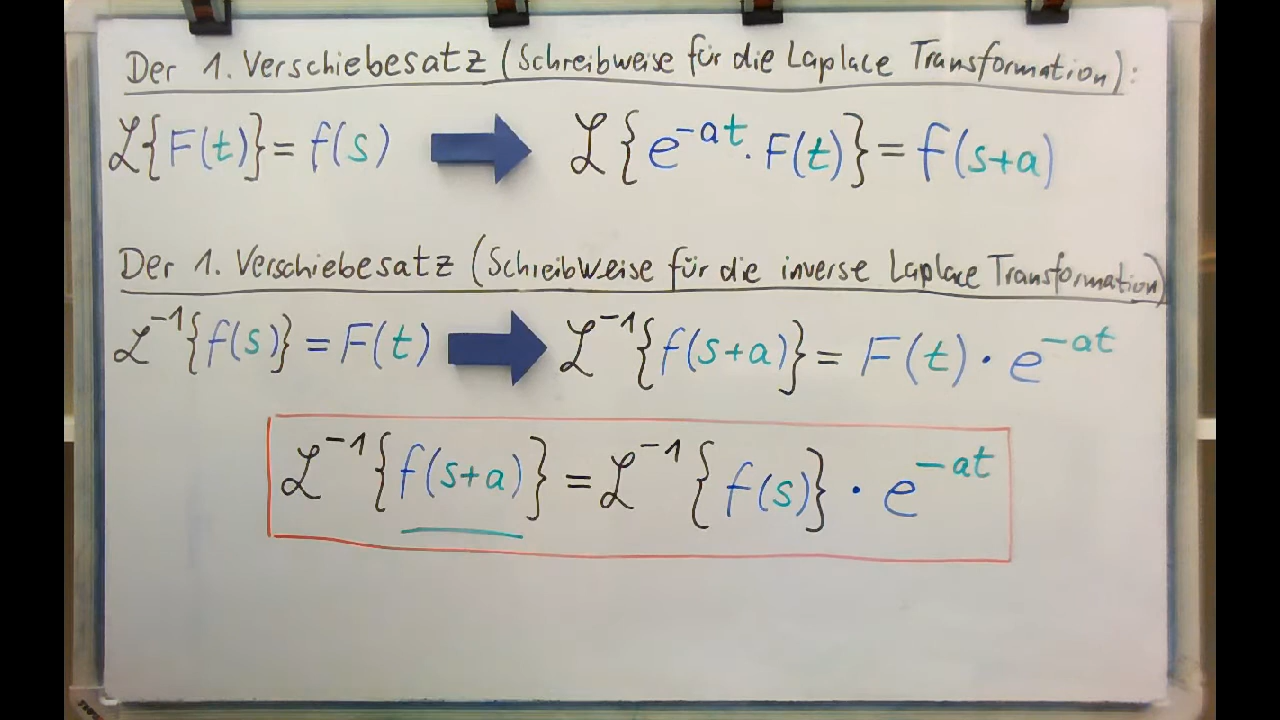 Der 1. Verschiebesatz (Schreibweise für die Laplace Transformation):
ℒ{F(t)} = f(s) ➡ ℒ{e^{-at} · F(t)} = f(s+a)
Der 1. Verschiebesatz (Schreibweise für die inverse Laplace Transformation)
ℒ^{-1}{f(s)} = F(t) ➡ ℒ^{-1}{f(s+a)} = F(t) · e^{-at}
ℒ^{-1}{f(s+a)} = ℒ^{-1}{f(s)} · e^{-at}